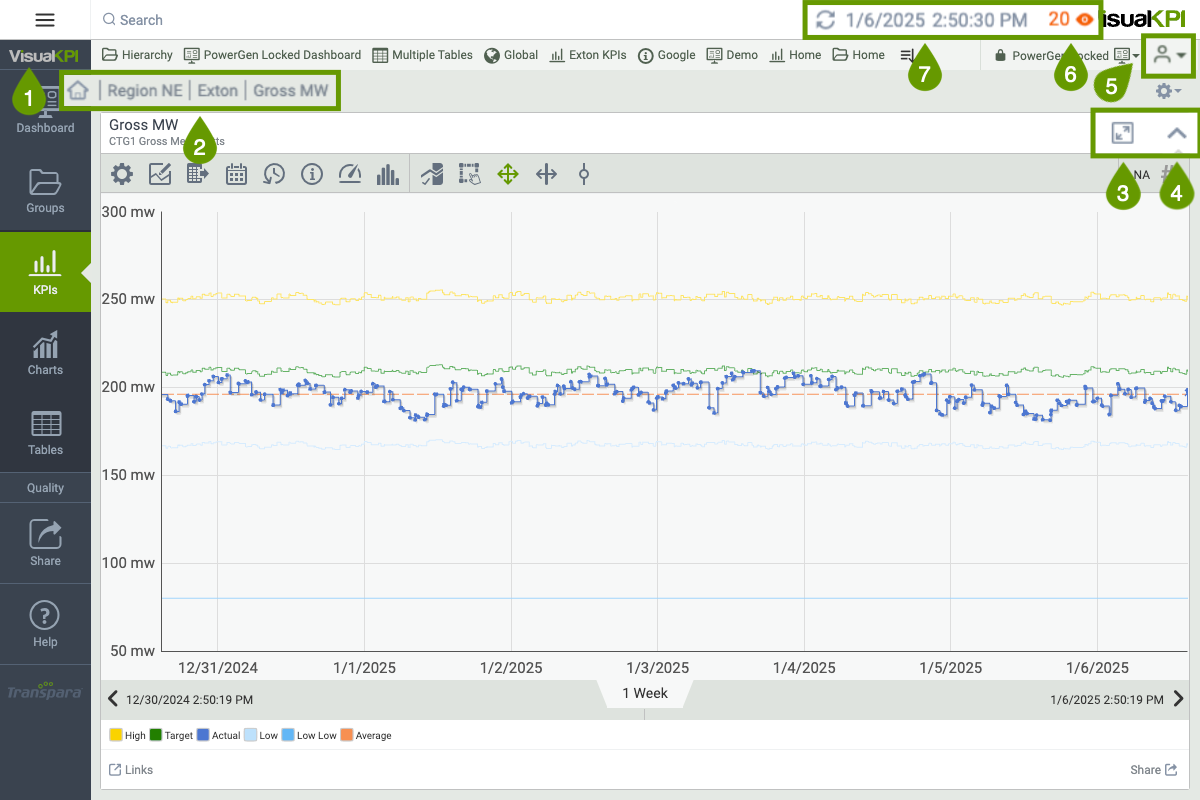 Search
1/6/2025 2:50:30 PM 20
isualKPI
VisualKPI
Hierarchy PowerGen Locked Dashboard Multiple Tables Global Exton KPIs Google Demo Home Home
PowerGen Locked
7
6
5
1
Region NE Exton Gross MW
Dashboard
Gross MW
CTG1 Gross
2
3
4
NA
Groups
KPIs
Charts
Tables
Quality
Share
Help
Transpara
300 mw
250 mw
200 mw
150 mw
100 mw
50 mw
12/31/2024 1/1/2025 1/2/2025 1/3/2025 1/4/2025 1/5/2025 1/6/2025
12/30/2024 2:50:19 PM 1 Week 1/6/2025 2:50:19 PM
High Target Actual Low Low Low Average
Links Share